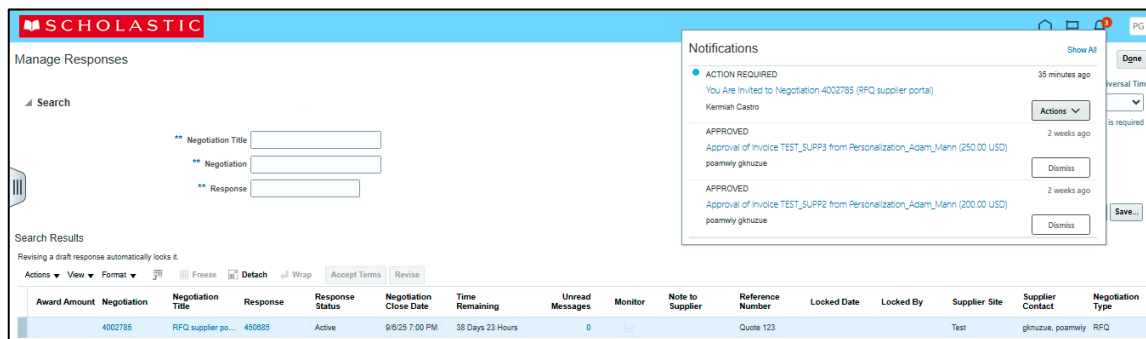 SCHOLASTIC
3
PG
Manage Responses
Done
iversal Tim
is required
Search
** Negotiation Title
** Negotiation
** Response
Save...
Notifications
Show All
ACTION REQUIRED
35 minutes ago
You Are Invited to Negotiation 4002785 (RFQ supplier portal)
Kermiah Castro
Actions
APPROVED
2 weeks ago
Approval of Invoice TEST_SUPP3 from Personalization_Adam_Mann (250.00 USD)
poamwiy gknuzue
Dismiss
APPROVED
2 weeks ago
Approval of Invoice TEST_SUPP2 from Personalization_Adam_Mann (200.00 USD)
poamwiy gknuzue
Dismiss
Search Results
Revising a draft response automatically locks it.
Actions View Format Freeze Detach Wrap Accept Terms Revise
Award Amount Negotiation Negotiation Title Response Response Status Negotiation Close Date Time Remaining Unread Messages Monitor Note to Supplier Reference Number Locked Date Locked By Supplier Site Supplier Contact Negotiation Type
4002785 RFQ supplier po... 450685 Active 9/6/25 7:00 PM 38 Days 23 Hours 0 Quote 123 Test gknuzue, poamwiy RFQ